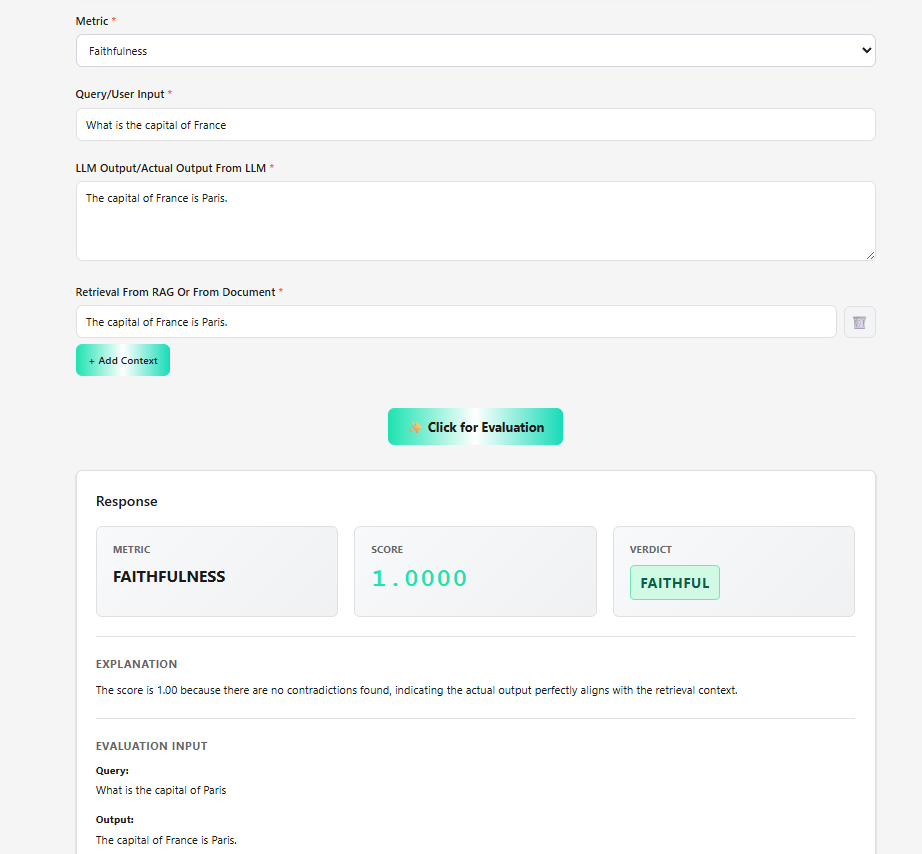 Metric *
Faithfulness
Query/User Input *
What is the capital of France
LLM Output/Actual Output From LLM *
The capital of France is Paris.
Retrieval From RAG Or From Document *
The capital of France is Paris.
+ Add Context
✨ Click for Evaluation
Response
METRIC
FAITHFULNESS
SCORE
1.0000
VERDICT
FAITHFUL
EXPLANATION
The score is 1.00 because there are no contradictions found, indicating the actual output perfectly aligns with the retrieval context.
EVALUATION INPUT
Query:
What is the capital of Paris
Output:
The capital of France is Paris.